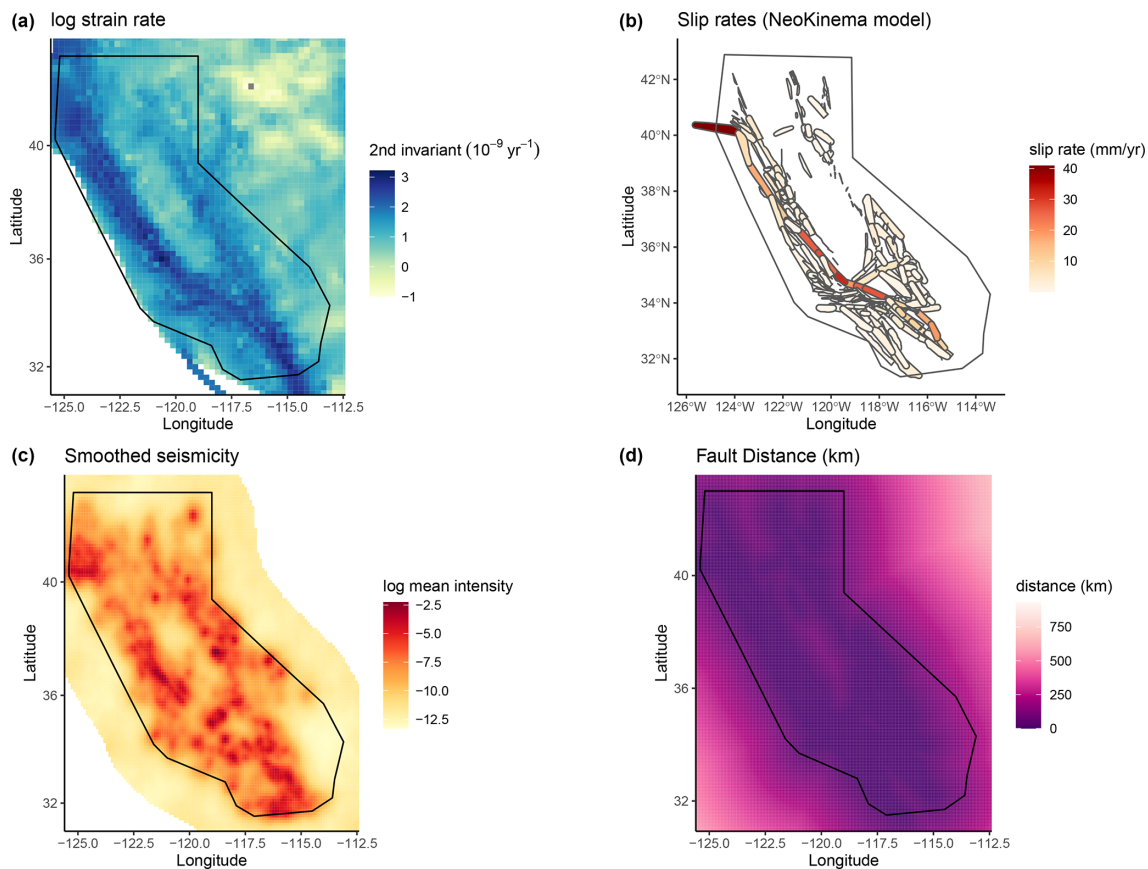 (a) log strain rate
40
36
32
Latitude
−125.0 −122.5 −120.0 −117.5 −115.0 −112.5
Longitude
2nd invariant (10⁻⁹ yr⁻¹)
3
2
1
0
−1
(b) Slip rates (NeoKinema model)
42°N
40°N
38°N
36°N
34°N
32°N
Latitiude
126°W 124°W 122°W 120°W 118°W 116°W 114°W
Longitude
slip rate (mm/yr)
40
30
20
10
(c) Smoothed seismicity
40
36
32
Latitude
−125.0 −122.5 −120.0 −117.5 −115.0 −112.5
Longitude
log mean intensity
−2.5
−5.0
−7.5
−10.0
−12.5
(d) Fault Distance (km)
40
36
32
Latitude
−125.0 −122.5 −120.0 −117.5 −115.0 −112.5
Longitude
distance (km)
750
500
250
0